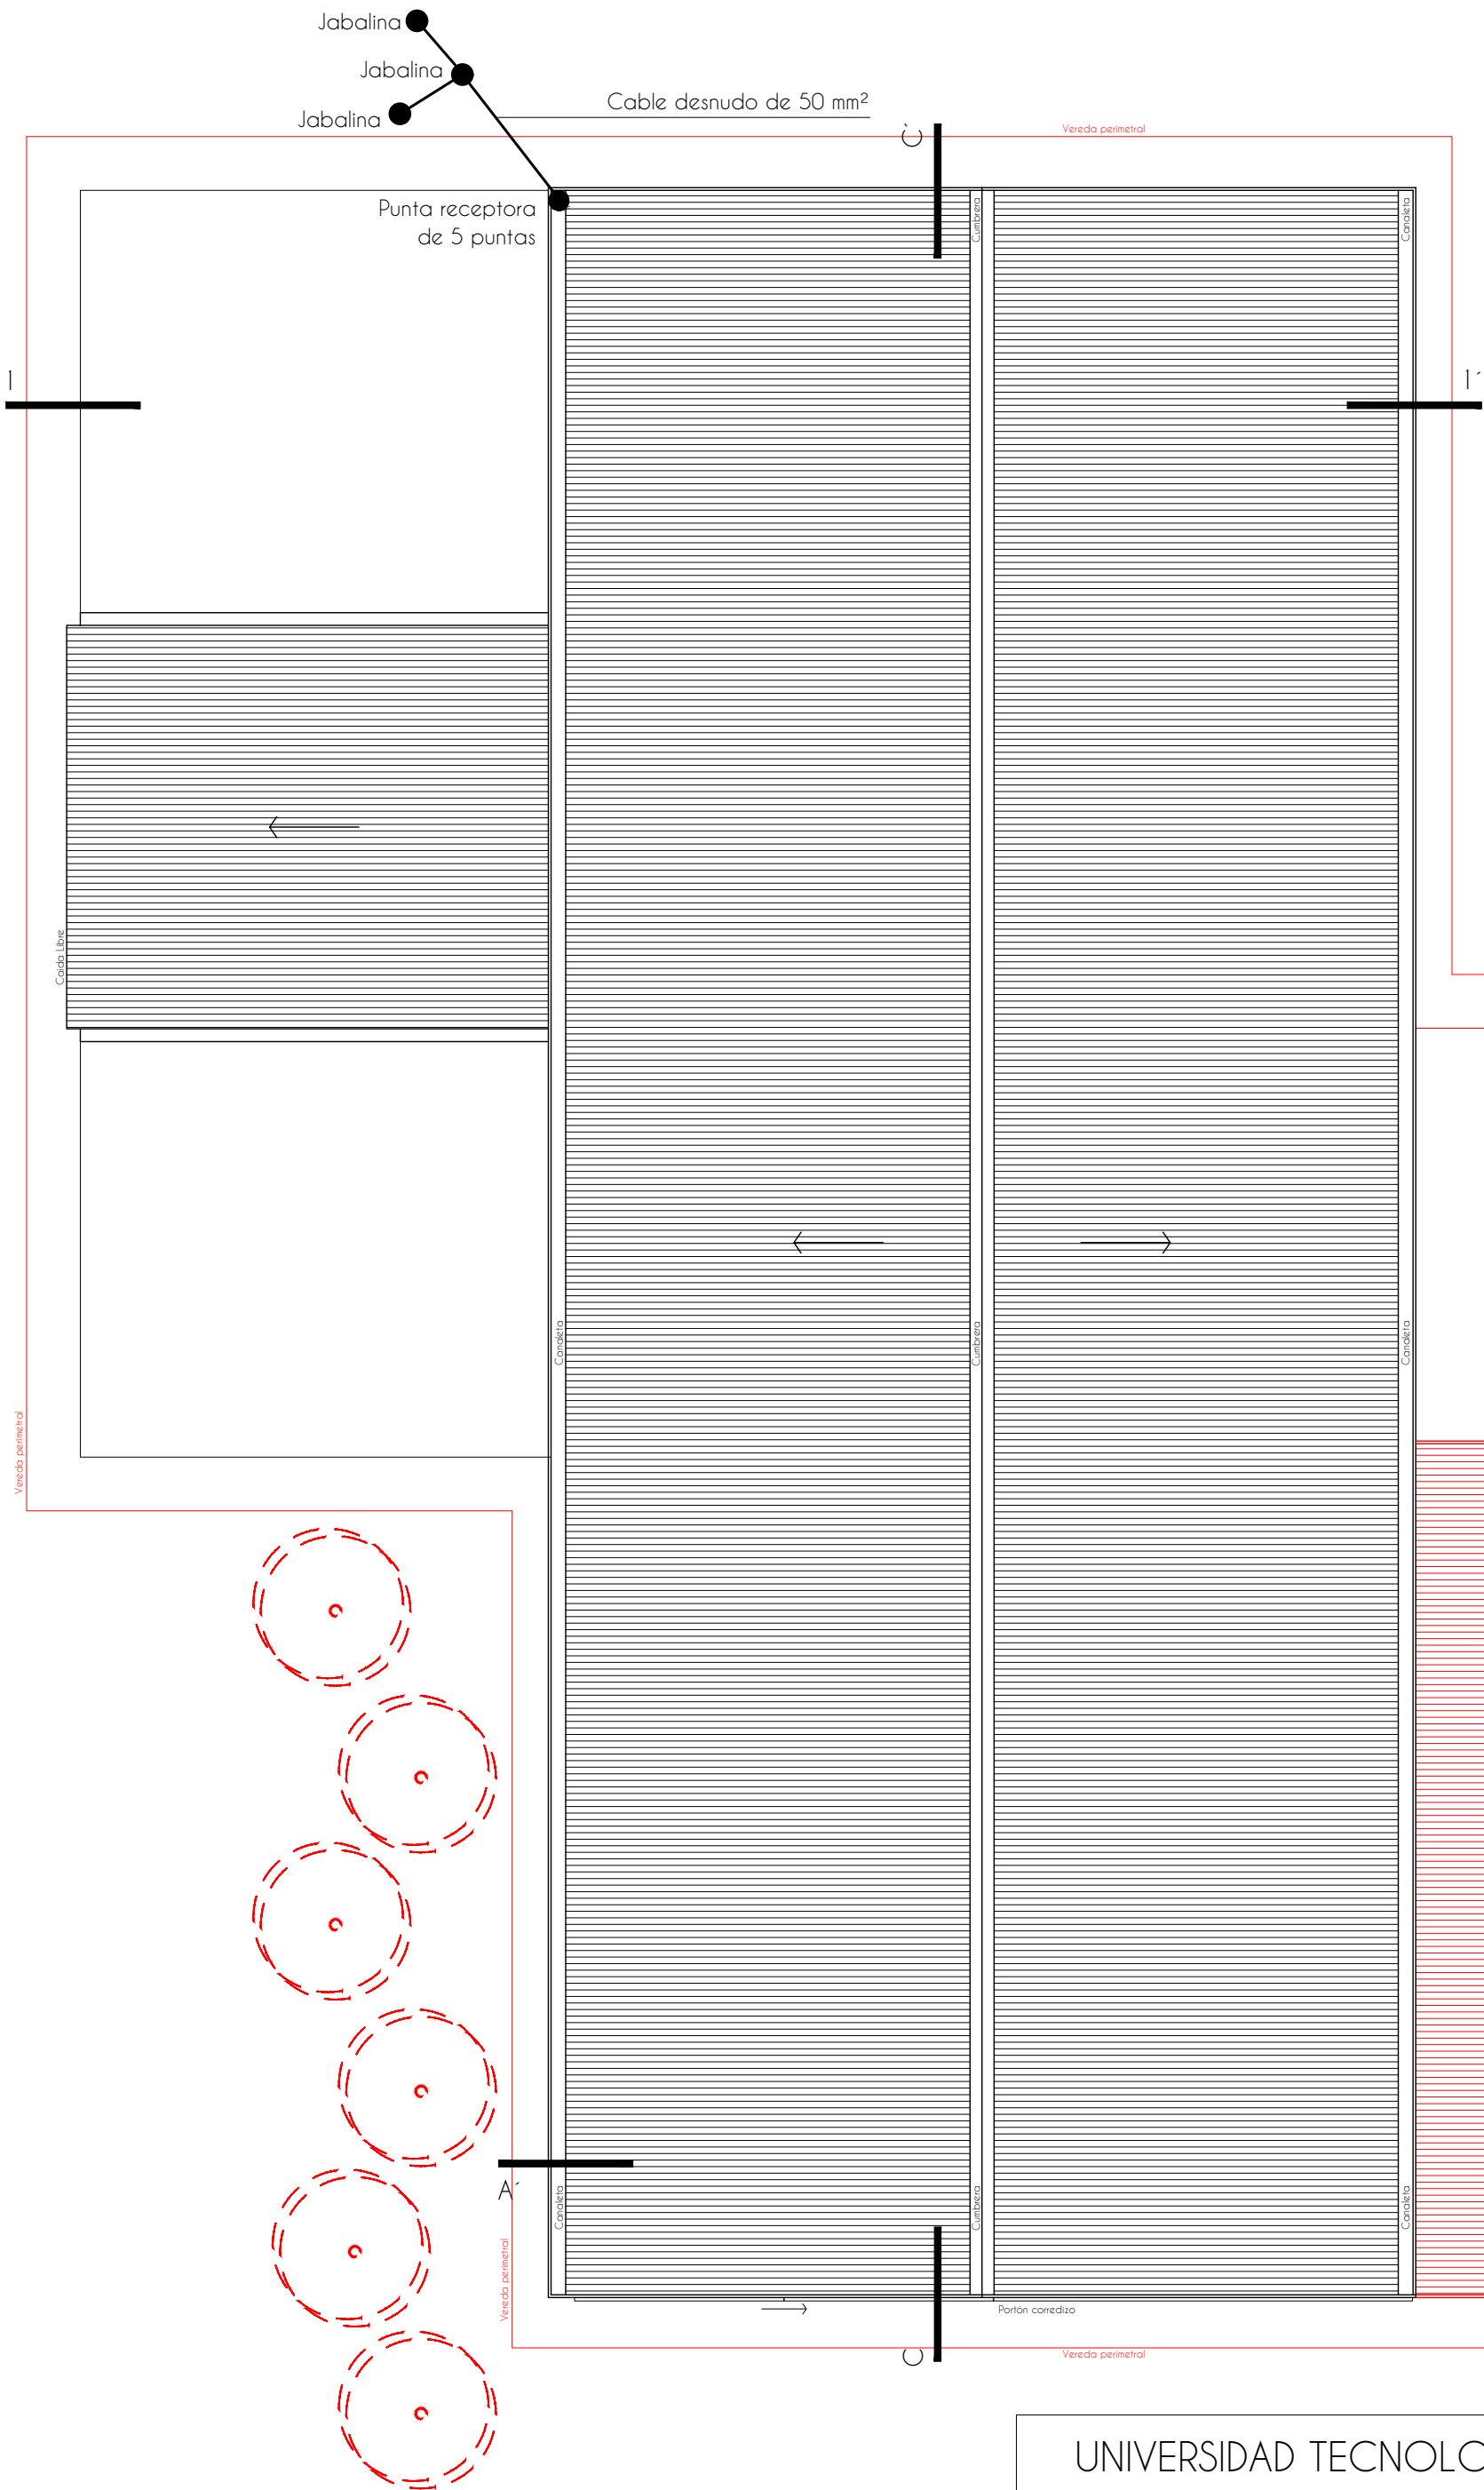 Jabalina
Jabalina
Jabalina
Cable desnudo de 50 mm²
C´
Vereda perimetral
Punta receptora
de 5 puntas
Cumbrera
Canaleta
1
1´
Caida Libre
Canaleta
Cumbrera
Canaleta
Vereda perimetral
A´
Canaleta
Cumbrera
Canaleta
Vereda perimetral
Portón corredizo
C
Vereda perimetral
UNIVERSIDAD TECNOLO